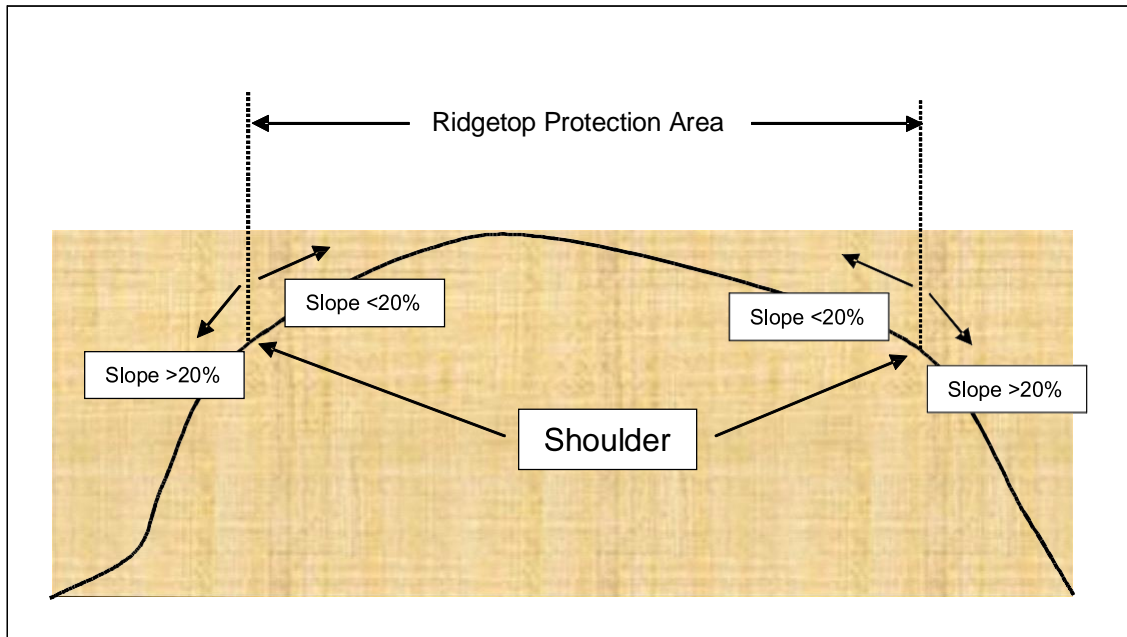 Ridgetop Protection Area
Slope <20%
Slope <20%
Slope >20%
Slope >20%
Shoulder